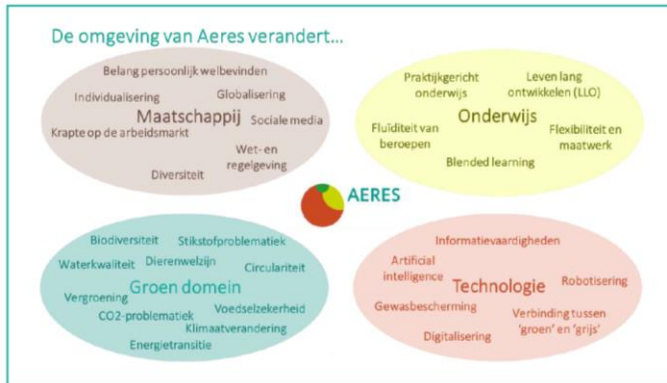 De omgeving van Aeres verandert...
Belang persoonlijk welbevinden
Individualisering
Globalisering
Maatschappij
Sociale media
Krapte op de arbeidsmarkt
Wet- en
regelgeving
Diversiteit
Praktijkgericht
onderwijs
Leven lang
ontwikkelen (LLO)
Onderwijs
Fluïditeit van
beroepen
Flexibiliteit en
maatwerk
Blended learning
AERES
Biodiversiteit
Stikstofproblematiek
Waterkwaliteit
Dierenwelzijn
Circulariteit
Groen domein
Vergroening
CO2-problematiek
Voedselzekerheid
Klimaatverandering
Energietransitie
Informatievaardigheden
Artificial
intelligence
Technologie
Robotisering
Gewasbescherming
Verbinding tussen
'groen' en 'grijs'
Digitalisering